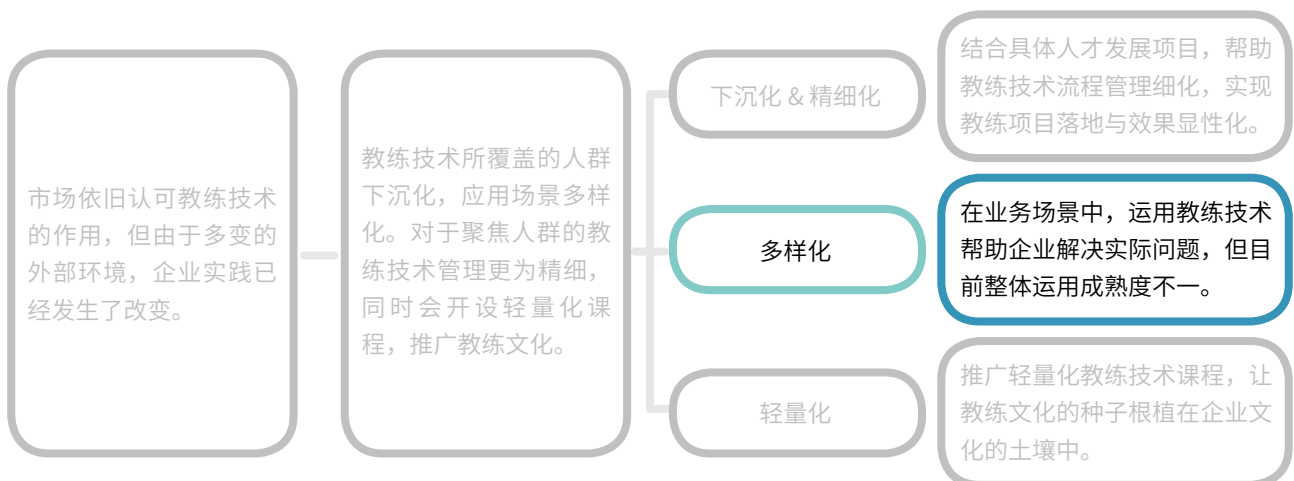 市场依旧认可教练技术
的作用，但由于多变的
外部环境，企业实践已
经发生了改变。
教练技术所覆盖的人群
下沉化，应用场景多样
化。对于聚焦人群的教
练技术管理更为精细，
同时会开设轻量化课
程，推广教练文化。
下沉化 & 精细化
结合具体人才发展项目，帮助
教练技术流程管理细化，实现
教练项目落地与效果显性化。
多样化
在业务场景中，运用教练技术
帮助企业解决实际问题，但目
前整体运用成熟度不一。
轻量化
推广轻量化教练技术课程，让
教练文化的种子根植在企业文
化的土壤中。